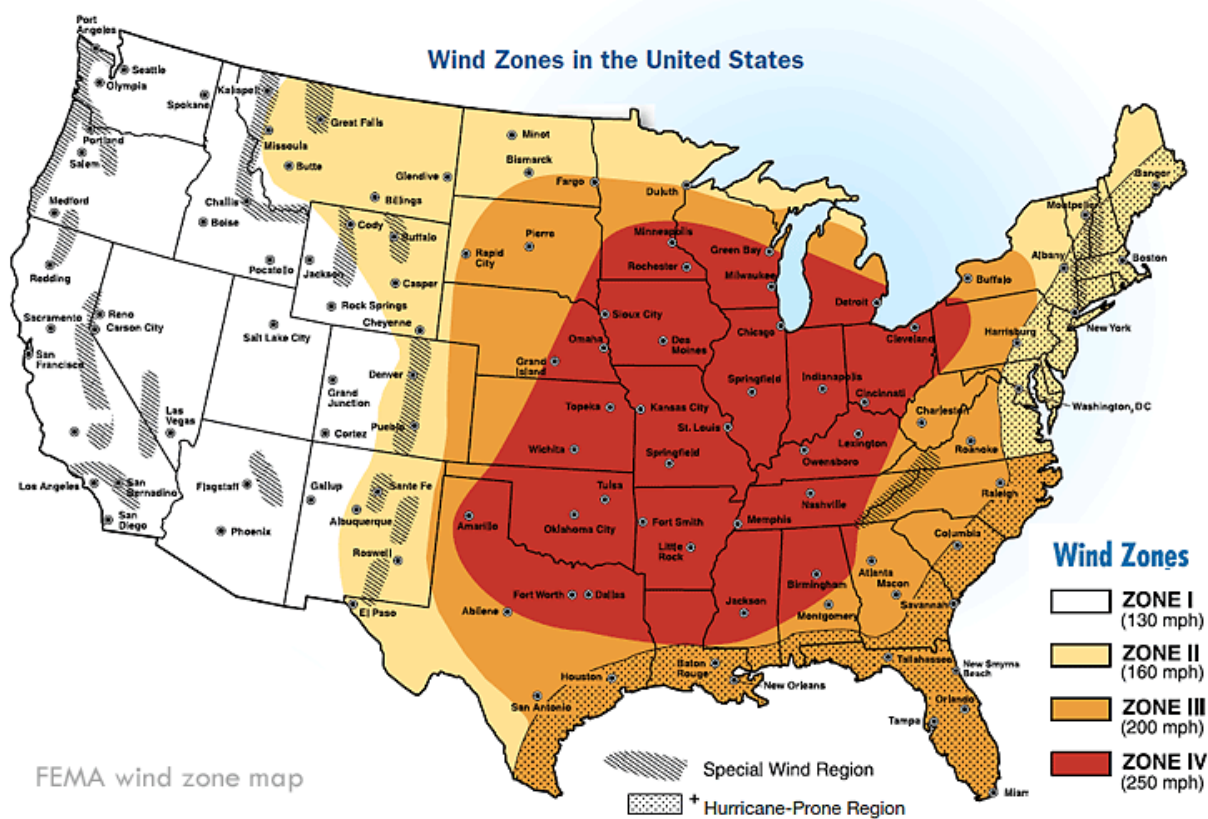 Wind Zones in the United States
Port
Angeles
Seattle
Olympia
Spokane
Kalispell
Great Falls
Missoula
Butte
Glendive
Billings
Minot
Bismarck
Fargo
Duluth
Portland
Salem
Medford
Challis
Boise
Pocatello
Jackson
Cody
Buffalo
Casper
Rock Springs
Cheyenne
Rapid
City
Pierre
Minneapolis
Rochester
Green Bay
Milwaukee
Detroit
Bangor
Montpelier
Albany
Boston
Buffalo
New York
Harrisburg
Washington, DC
Redding
Reno
Carson City
Sacramento
San
Francisco
Salt Lake City
Las
Vegas
Los Angeles
San
Bernadino
San
Diego
Grand
Junction
Cortez
Denver
Pueblo
Grand
Island
Omaha
Sioux City
Des
Moines
Chicago
Cleveland
Springfield
Indianapolis
Cincinnati
Charleston
Roanoke
Topeka
Kansas City
St. Louis
Lexington
Owensboro
Wichita
Springfield
Flagstaff
Phoenix
Gallup
Sante Fe
Albuquerque
Roswell
El Paso
Amarillo
Tulsa
Oklahoma City
Fort Smith
Little
Rock
Memphis
Nashville
Raleigh
Columbia
Atlanta
Macon
Savannah
Birmingham
Montgomery
Jackson
Fort Worth
Dallas
Abilene
Houston
San Antonio
Baton
Rouge
New Orleans
Tallahassee
New Smyrna
Beach
Orlando
Tampa
Miam
Wind Zones
ZONE I
(130 mph)
ZONE II
(160 mph)
ZONE III
(200 mph)
ZONE IV
(250 mph)
Special Wind Region
+ Hurricane-Prone Region
FEMA wind zone map